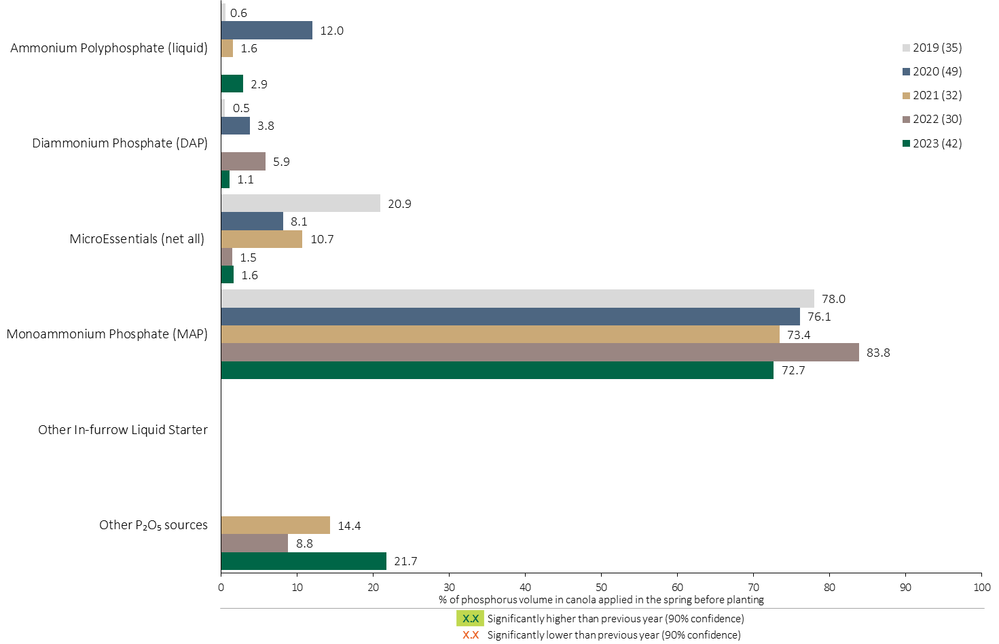 0.6
12.0
Ammonium Polyphosphate (liquid)
1.6
2.9
2019 (35)
2020 (49)
2021 (32)
2022 (30)
2023 (42)
0.5
3.8
Diammonium Phosphate (DAP)
5.9
1.1
20.9
8.1
MicroEssentials (net all)
10.7
1.5
1.6
78.0
76.1
Monoammonium Phosphate (MAP)
73.4
83.8
72.7
Other In-furrow Liquid Starter
Other P₂O₅ sources
14.4
8.8
21.7
0 10 20 30 40 50 60 70 80 90 100
% of phosphorus volume in canola applied in the spring before planting
X.X Significantly higher than previous year (90% confidence)
X.X Significantly lower than previous year (90% confidence)